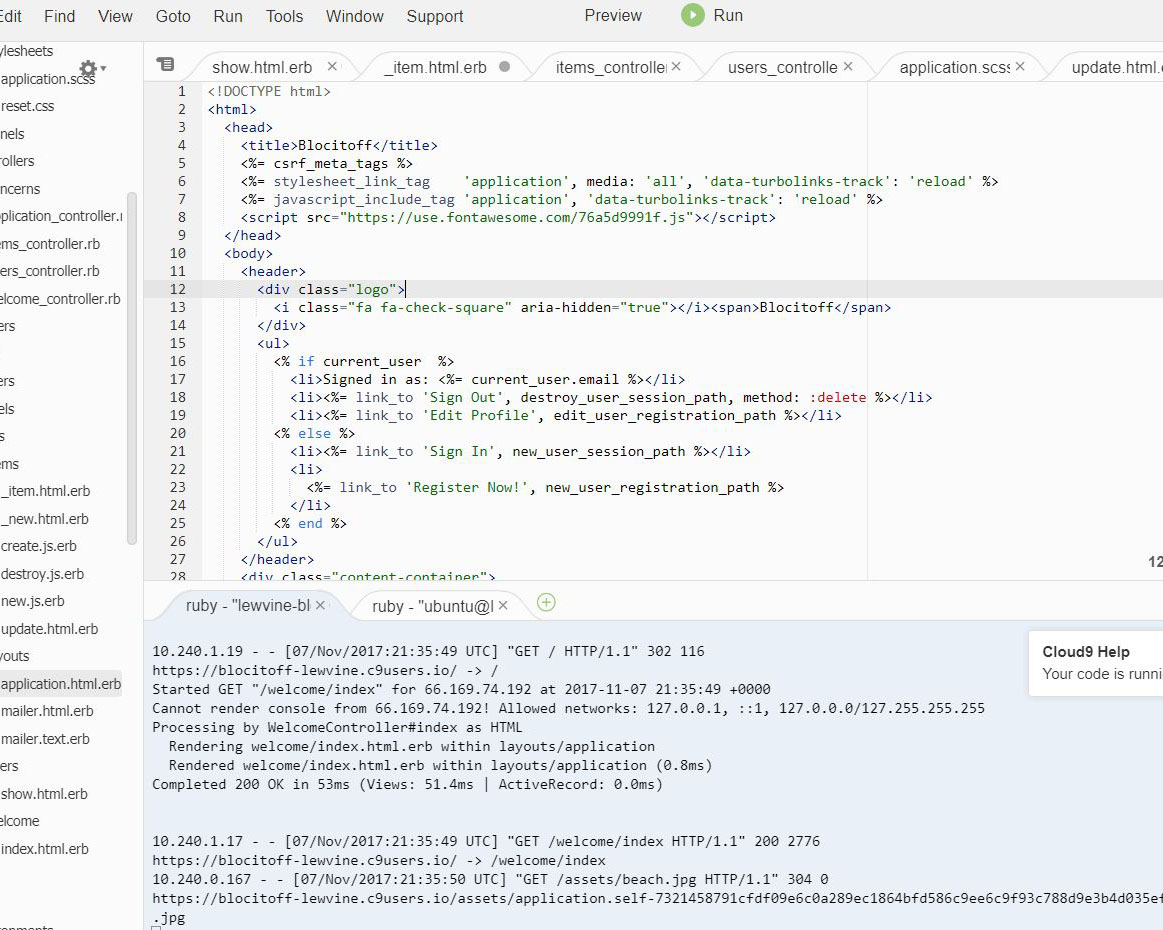 Edit Find View Goto Run Tools Window Support Preview Run
ylesheets
application.scss
reset.css
nels
rollers
ncerns
plication_controller.r
ems_controller.rb
ers_controller.rb
elcome_controller.rb
ers
ers
els
s
ems
_item.html.erb
_new.html.erb
create.js.erb
destroy.js.erb
new.js.erb
update.html.erb
youts
application.html.erb
mailer.html.erb
mailer.text.erb
ers
show.html.erb
elcome
index.html.erb
show.html.erb × _item.html.erb items_controller × users_controlle × application.scss × update.html.e
1 <!DOCTYPE html>
2 <html>
3 <head>
4 <title>Blocitoff</title>
5 <%= csrf_meta_tags %>
6 <%= stylesheet_link_tag 'application', media: 'all', 'data-turbolinks-track': 'reload' %>
7 <%= javascript_include_tag 'application', 'data-turbolinks-track': 'reload' %>
8 <script src="https://use.fontawesome.com/76a5d9991f.js"></script>
9 </head>
10 <body>
11 <header>
12 <div class="logo">
13 <i class="fa fa-check-square" aria-hidden="true"></i><span>Blocitoff</span>
14 </div>
15 <ul>
16 <% if current_user %>
17 <li>Signed in as: <%= current_user.email %></li>
18 <li><%= link_to 'Sign Out', destroy_user_session_path, method: :delete %></li>
19 <li><%= link_to 'Edit Profile', edit_user_registration_path %></li>
20 <% else %>
21 <li><%= link_to 'Sign In', new_user_session_path %></li>
22 <li>
23 <%= link_to 'Register Now!', new_user_registration_path %>
24 </li>
25 <% end %>
26 </ul>
27 </header>
28 <div class="content-container">
12
ruby - "lewvine-bl × ruby - "ubuntu@l ×
10.240.1.19 - - [07/Nov/2017:21:35:49 UTC] "GET / HTTP/1.1" 302 116
https://blocitoff-lewvine.c9users.io/ -> /
Started GET "/welcome/index" for 66.169.74.192 at 2017-11-07 21:35:49 +0000
Cannot render console from 66.169.74.192! Allowed networks: 127.0.0.1, ::1, 127.0.0.0/127.255.255.255
Processing by WelcomeController#index as HTML
Rendering welcome/index.html.erb within layouts/application
Rendered welcome/index.html.erb within layouts/application (0.8ms)
Completed 200 OK in 53ms (Views: 51.4ms | ActiveRecord: 0.0ms)
10.240.1.17 - - [07/Nov/2017:21:35:49 UTC] "GET /welcome/index HTTP/1.1" 200 2776
https://blocitoff-lewvine.c9users.io/ -> /welcome/index
10.240.0.167 - - [07/Nov/2017:21:35:50 UTC] "GET /assets/beach.jpg HTTP/1.1" 304 0
https://blocitoff-lewvine.c9users.io/assets/application.self-7321458791cfdf09e6c0a289ec1864bfd586c9ee6c9f93c788d9e3b4d035ef
.jpg
Cloud9 Help
Your code is runni